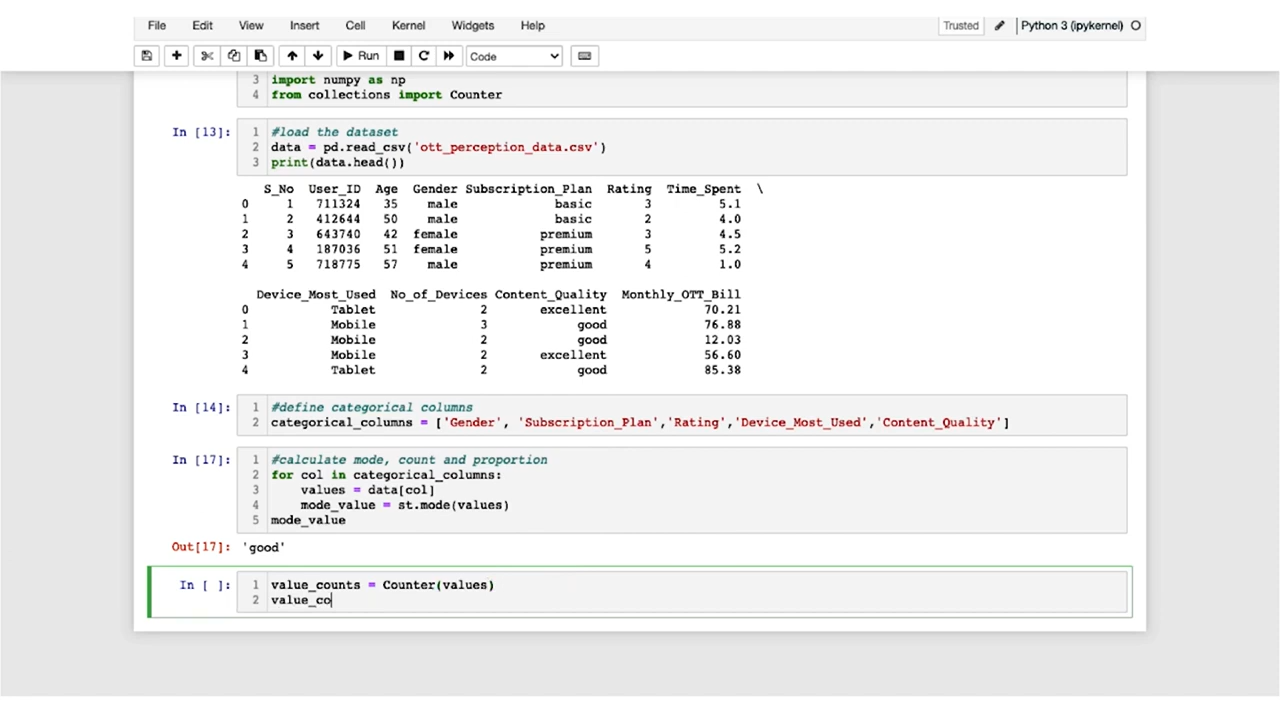 File Edit View Insert Cell Kernel Widgets Help Trusted Python 3 (ipykernel)
Run Code
3 import numpy as np
4 from collections import Counter
In [13]: 1 #load the dataset
2 data = pd.read_csv('ott_perception_data.csv')
3 print(data.head())
S_No User_ID Age Gender Subscription_Plan Rating Time_Spent \
0 1 711324 35 male basic 3 5.1
1 2 412644 50 male basic 2 4.0
2 3 643740 42 female premium 3 4.5
3 4 187036 51 female premium 5 5.2
4 5 718775 57 male premium 4 1.0
Device_Most_Used No_of_Devices Content_Quality Monthly_OTT_Bill
0 Tablet 2 excellent 70.21
1 Mobile 3 good 76.88
2 Mobile 2 good 12.03
3 Mobile 2 excellent 56.60
4 Tablet 2 good 85.38
In [14]: 1 #define categorical columns
2 categorical_columns = ['Gender', 'Subscription_Plan','Rating','Device_Most_Used','Content_Quality']
In [17]: 1 #calculate mode, count and proportion
2 for col in categorical_columns:
3 values = data[col]
4 mode_value = st.mode(values)
5 mode_value
Out[17]: 'good'
In [ ]: 1 value_counts = Counter(values)
2 value_co